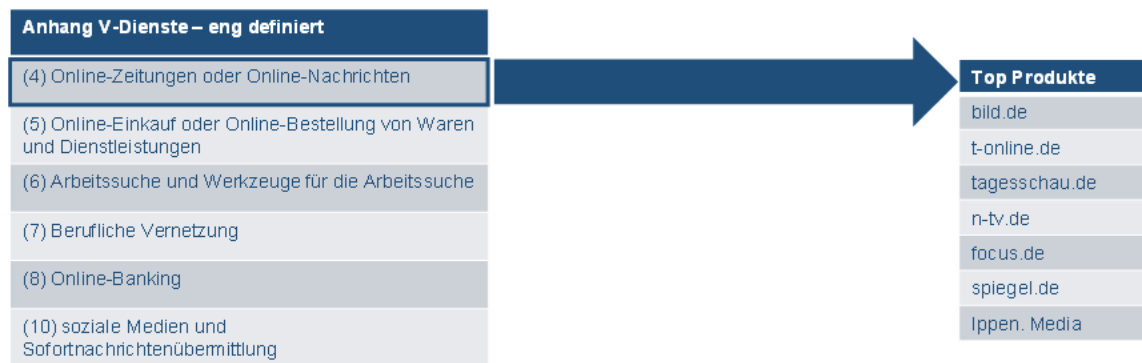 Anhang V-Dienste – eng definiert
(4) Online-Zeitungen oder Online-Nachrichten
(5) Online-Einkauf oder Online-Bestellung von Waren
und Dienstleistungen
(6) Arbeitssuche und Werkzeuge für die Arbeitssuche
(7) Berufliche Vernetzung
(8) Online-Banking
(10) soziale Medien und
Sofortnachrichtenübermittlung
Top Produkte
bild.de
t-online.de
tagesschau.de
n-tv.de
focus.de
spiegel.de
Ippen. Media